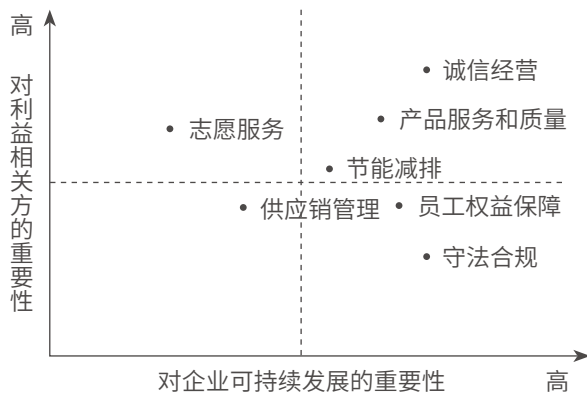 高
对利益相关方的重要性
诚信经营
产品服务和质量
志愿服务
节能减排
供应销管理
员工权益保障
守法合规
对企业可持续发展的重要性
高